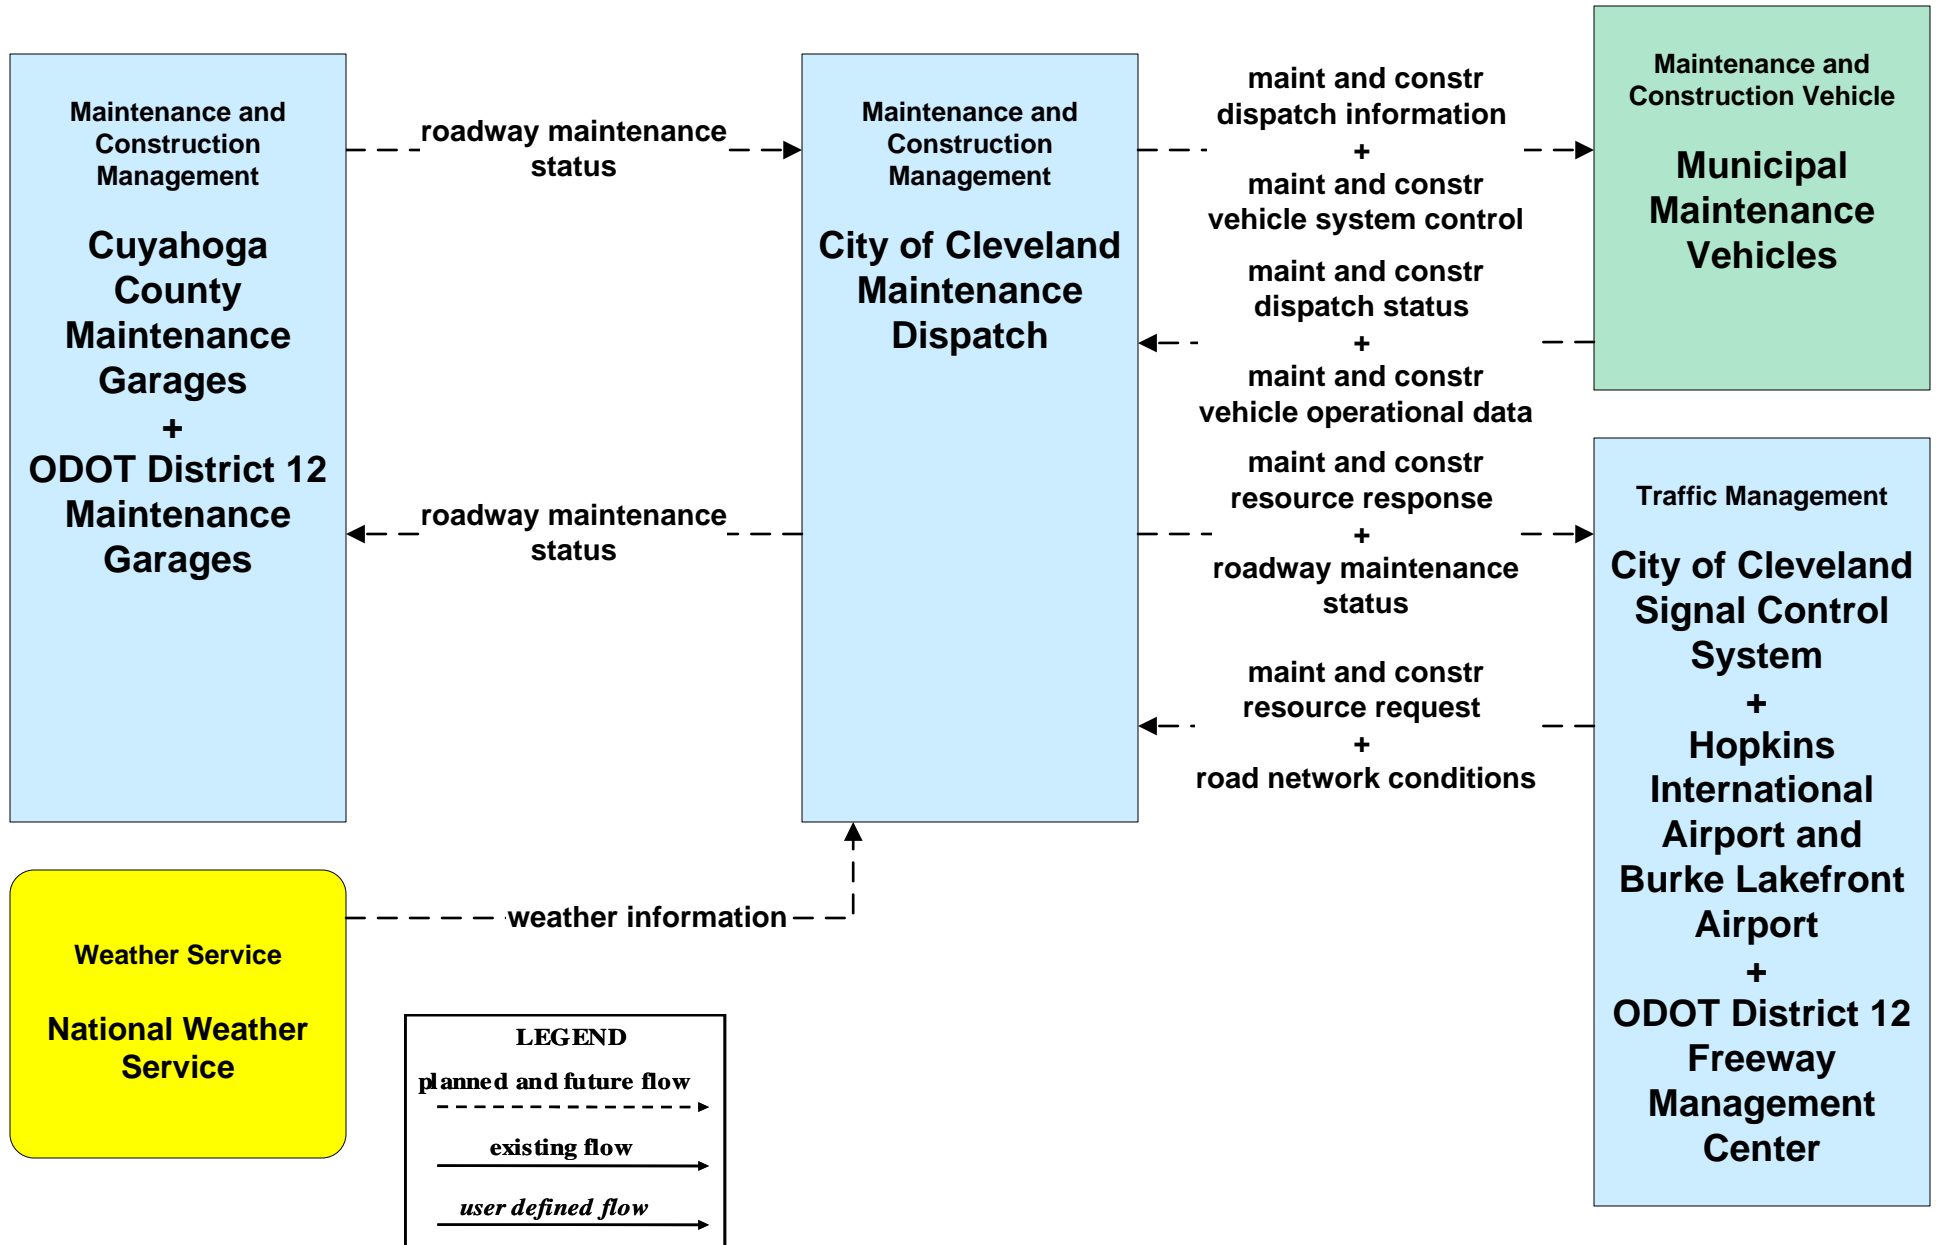 Maintenance and
Construction
Management
Cuyahoga
County
Maintenance
Garages
+
ODOT District 12
Maintenance
Garages
roadway maintenance
status
roadway maintenance
status
Maintenance and
Construction
Management
City of Cleveland
Maintenance
Dispatch
maint and constr
dispatch information
+
maint and constr
vehicle system control
maint and constr
dispatch status
+
maint and constr
vehicle operational data
maint and constr
resource response
+
roadway maintenance
status
maint and constr
resource request
+
road network conditions
Maintenance and
Construction Vehicle
Municipal
Maintenance
Vehicles
Traffic Management
City of Cleveland
Signal Control
System
+
Hopkins
International
Airport and
Burke Lakefront
Airport
+
ODOT District 12
Freeway
Management
Center
Weather Service
National Weather
Service
weather information
LEGEND
planned and future flow
existing flow
user defined flow